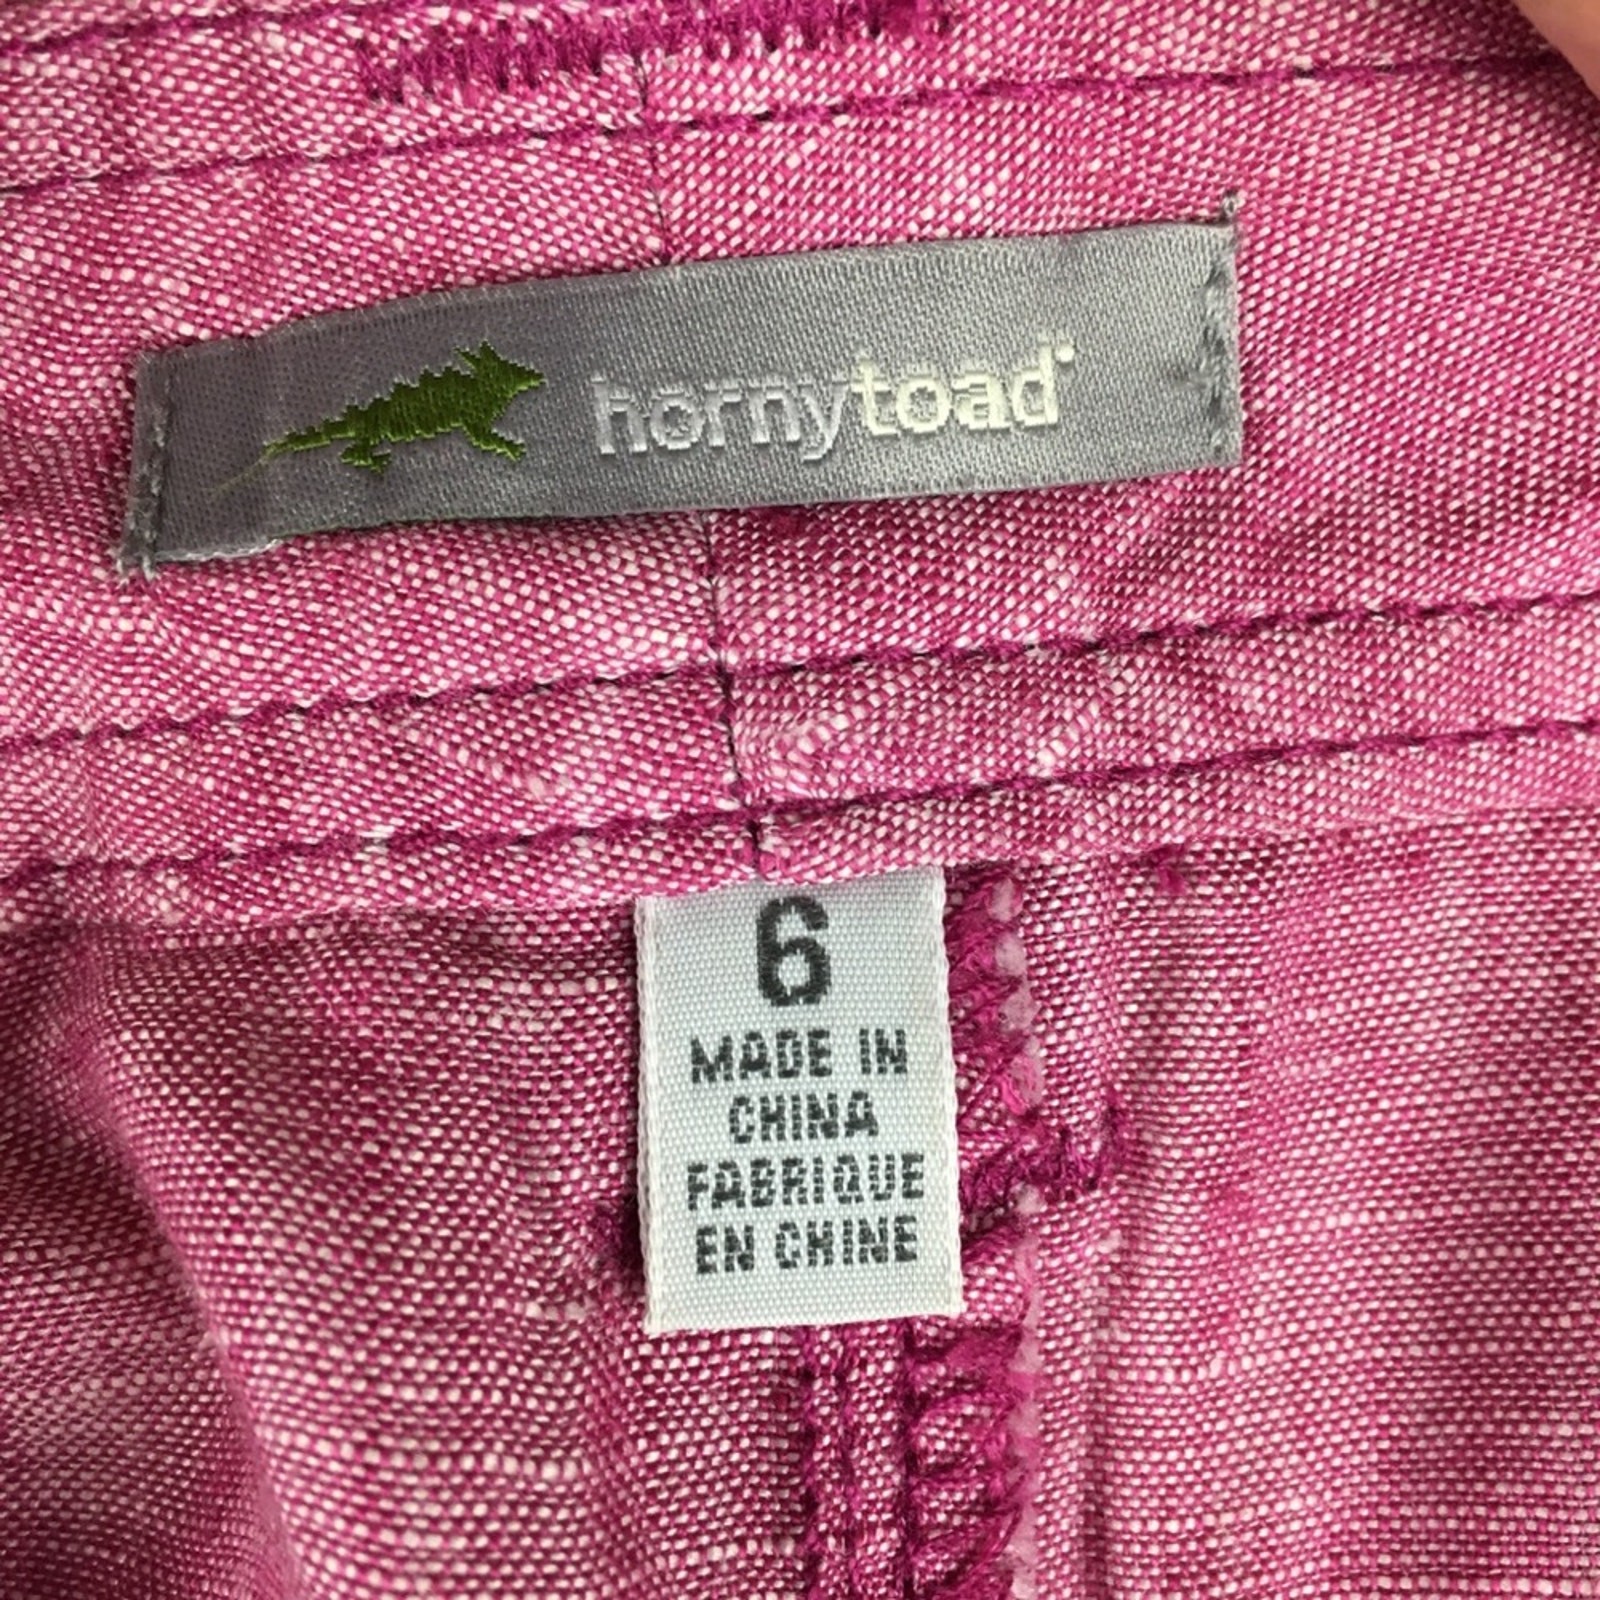 hornytoad
6
MADE IN
CHINA
FABRIQUE
EN CHINE